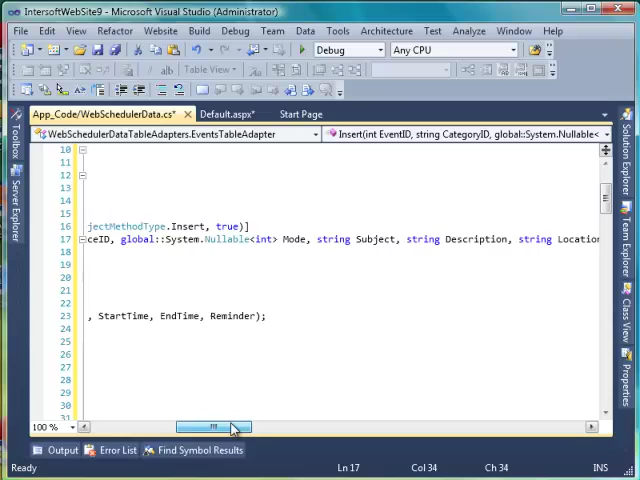 IntersoftWebSite9 - Microsoft Visual Studio (Administrator)
File Edit View Refactor Website Build Debug Team Data Tools Architecture Test Analyze Window Help
Debug Any CPU
Table View
App_Code/WebSchedulerData.cs* Default.aspx* Start Page
WebSchedulerDataTableAdapters.EventsTableAdapter Insert(int EventID, string CategoryID, global::System.Nullable<
Toolbox
Server Explorer
Solution Explorer
Team Explorer
Class View
Properties
10
11
12
13
14
15
16 jectMethodType.Insert, true)]
17 ceID, global::System.Nullable<int> Mode, string Subject, string Description, string Location
18
19
20
21
22
23 , StartTime, EndTime, Reminder);
24
25
26
27
28
29
30
31
100 %
Output Error List Find Symbol Results
Ready Ln 17 Col 34 Ch 34 INS